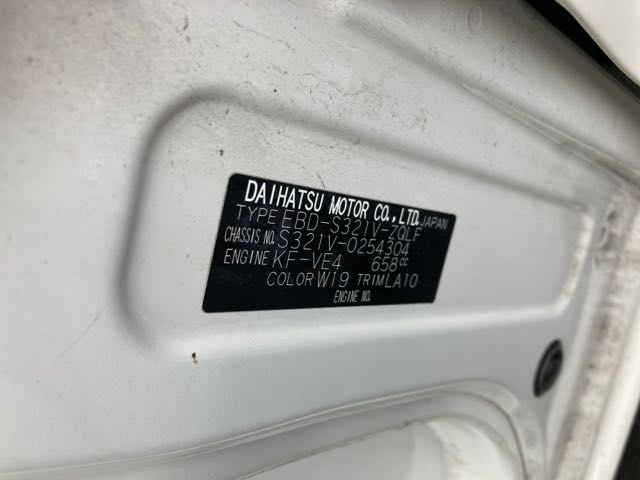 DAIHATSU MOTOR CO., LTD. JAPAN
TYPE EBD-S321V-ZQLF
CHASSIS NO. S321V-0254304
ENGINE KF-VE4 658cc
COLOR W19 TRIM LA10
ENGINE NO.